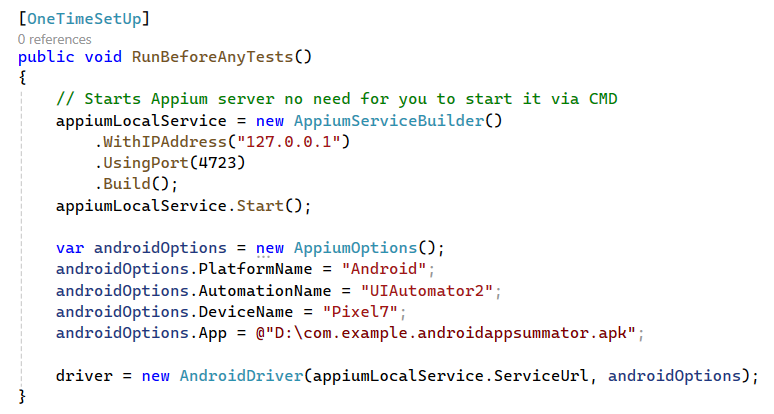 [OneTimeSetUp]
0 references
public void RunBeforeAnyTests()
{
    // Starts Appium server no need for you to start it via CMD
    appiumLocalService = new AppiumServiceBuilder()
        .WithIPAddress("127.0.0.1")
        .UsingPort(4723)
        .Build();
    appiumLocalService.Start();

    var androidOptions = new AppiumOptions();
    androidOptions.PlatformName = "Android";
    androidOptions.AutomationName = "UIAutomator2";
    androidOptions.DeviceName = "Pixel7";
    androidOptions.App = @"D:\com.example.androidappsummator.apk";

    driver = new AndroidDriver(appiumLocalService.ServiceUrl, androidOptions);
}